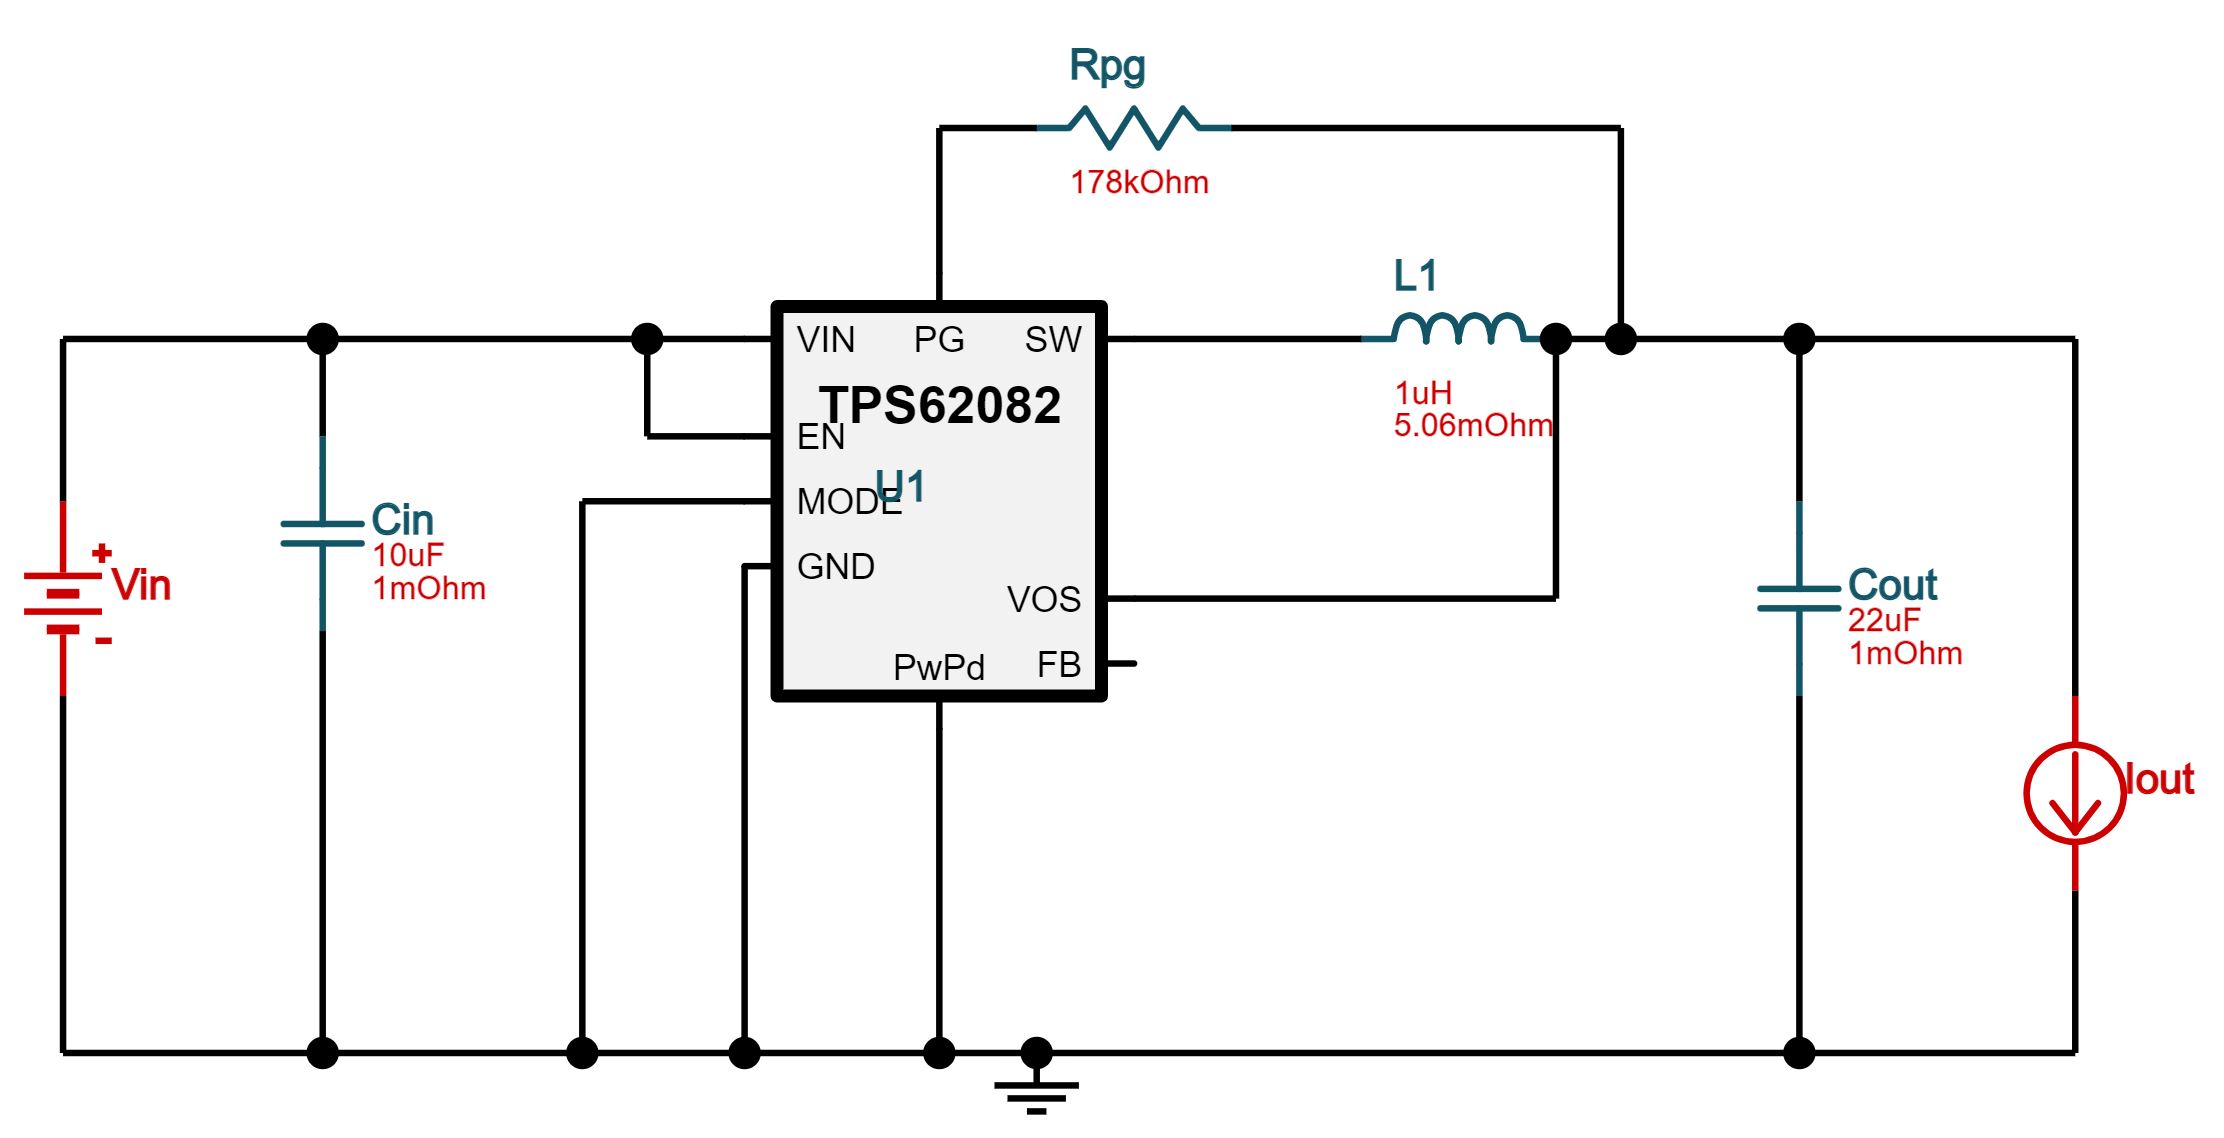 Rpg
178kOhm
L1
1uH
5.06mOhm
VIN
PG
SW
TPS62082
EN
U1
MODE
GND
VOS
PwPd
FB
+
Vin
-
Cin
10uF
1mOhm
Cout
22uF
1mOhm
Iout